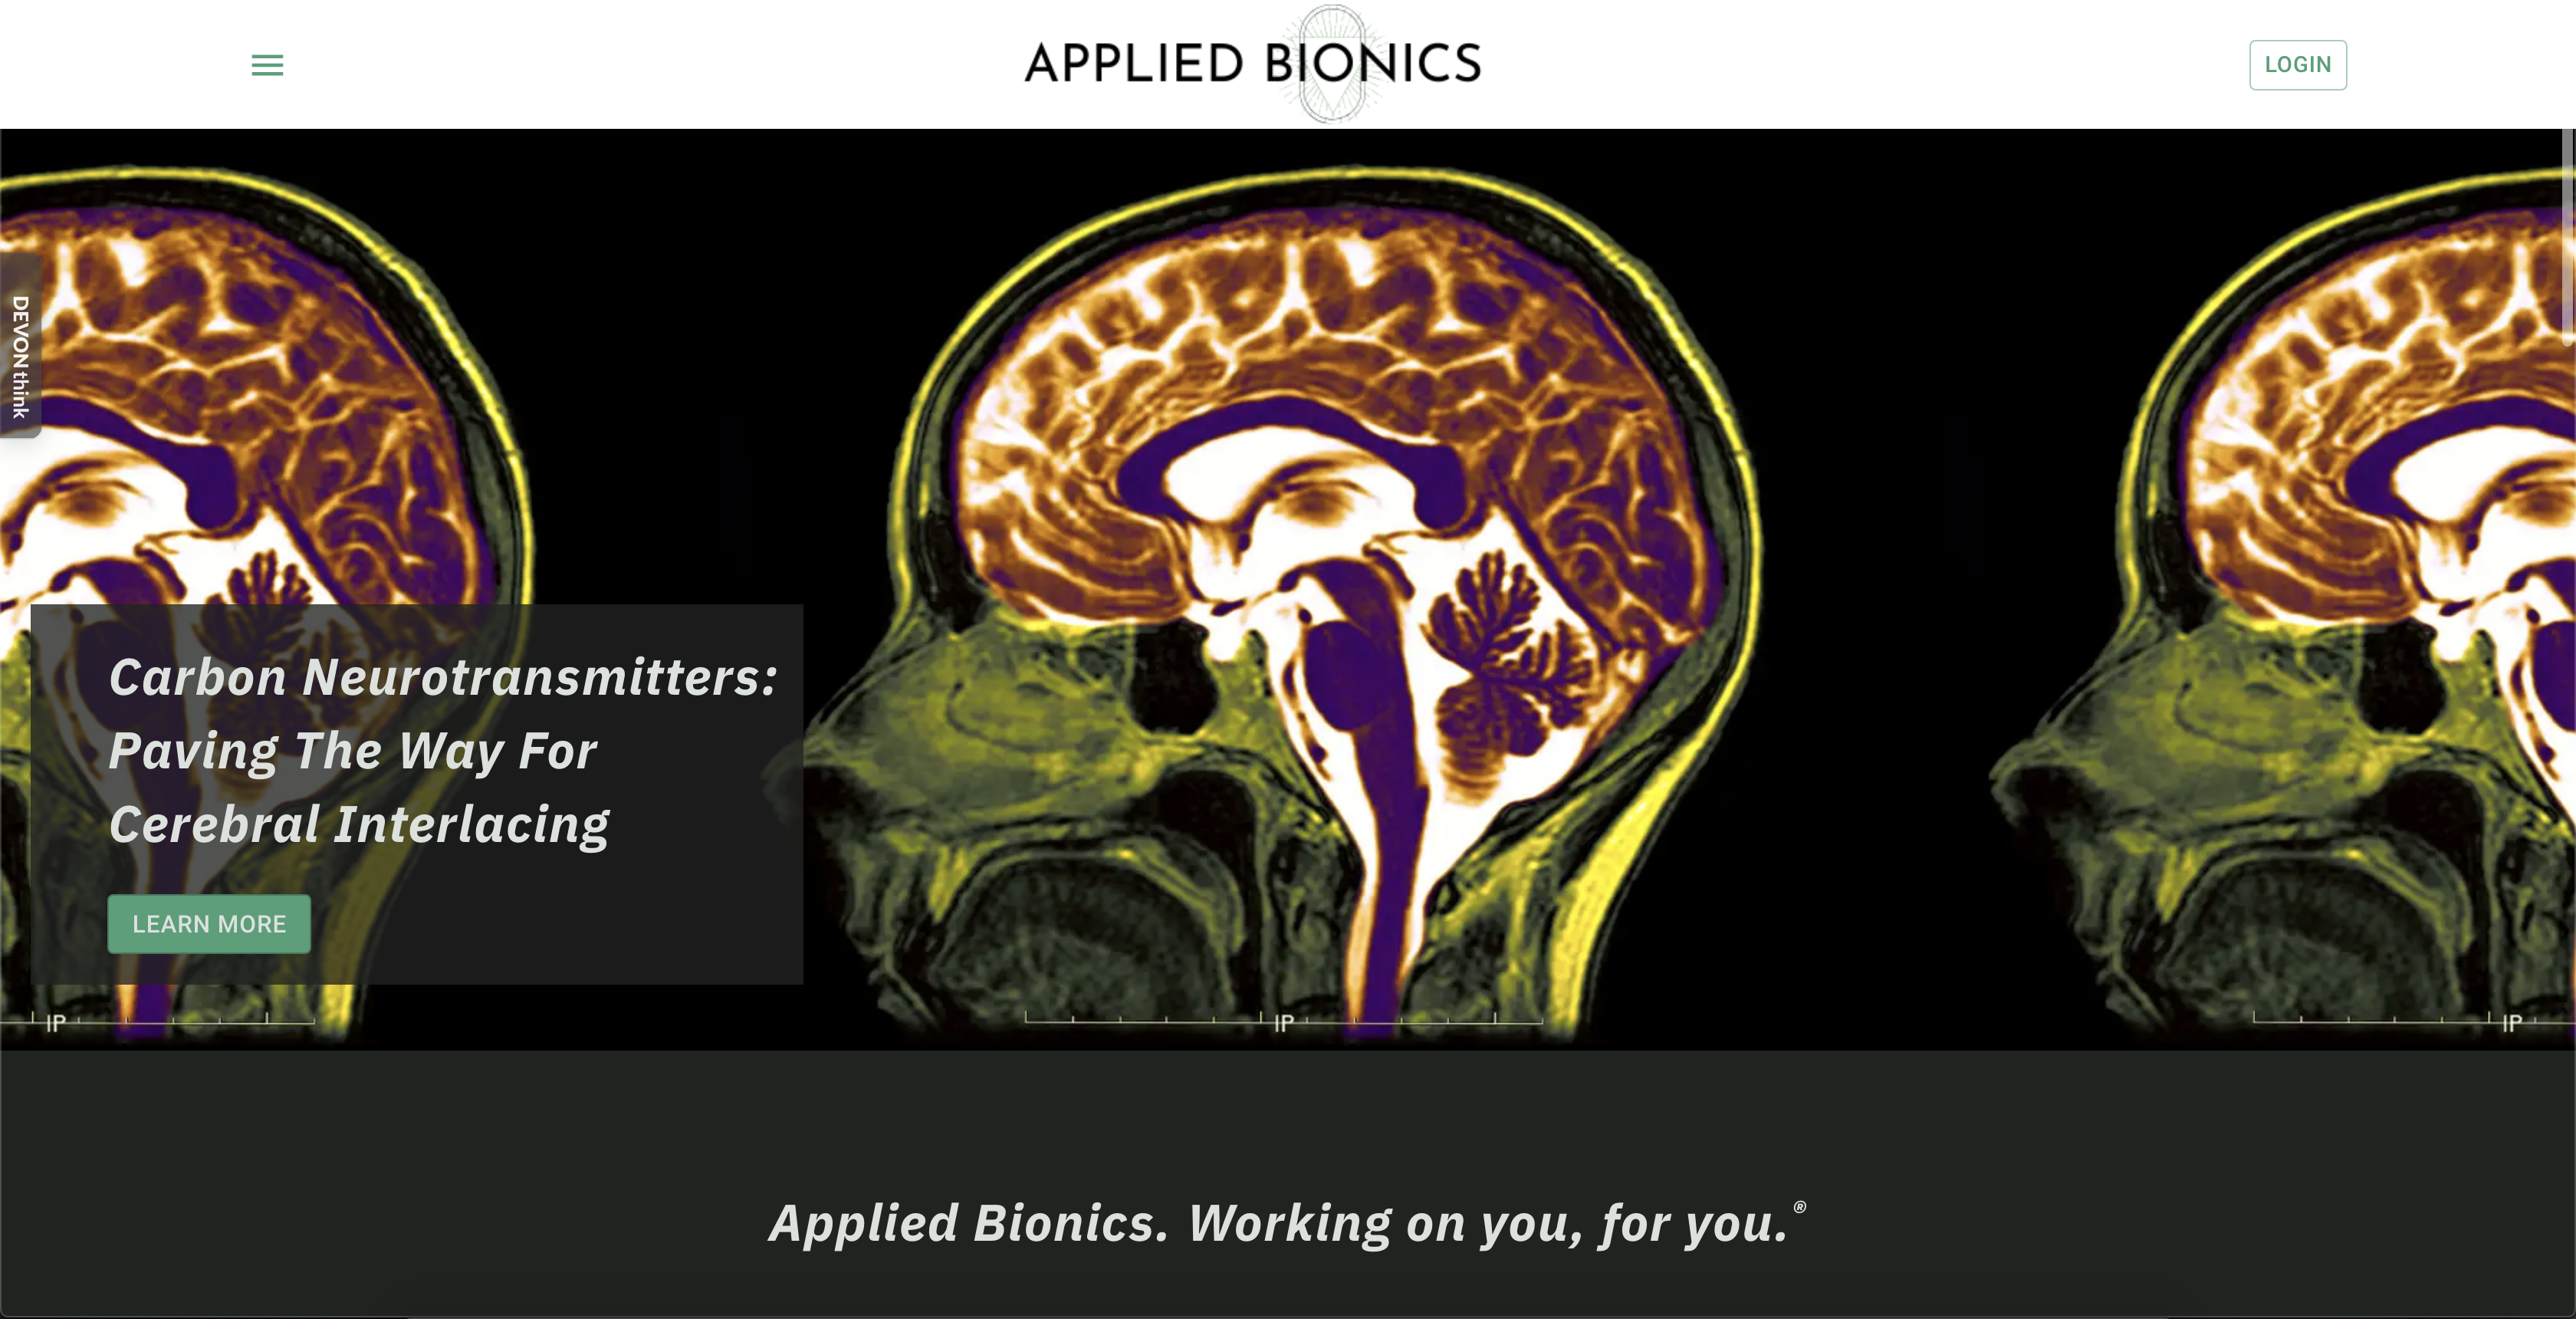 APPLIED BIONICS
LOGIN
DEVONthink
Carbon Neurotransmitters:
Paving The Way For
Cerebral Interlacing
LEARN MORE
IP
IP
IP
Applied Bionics. Working on you, for you.®